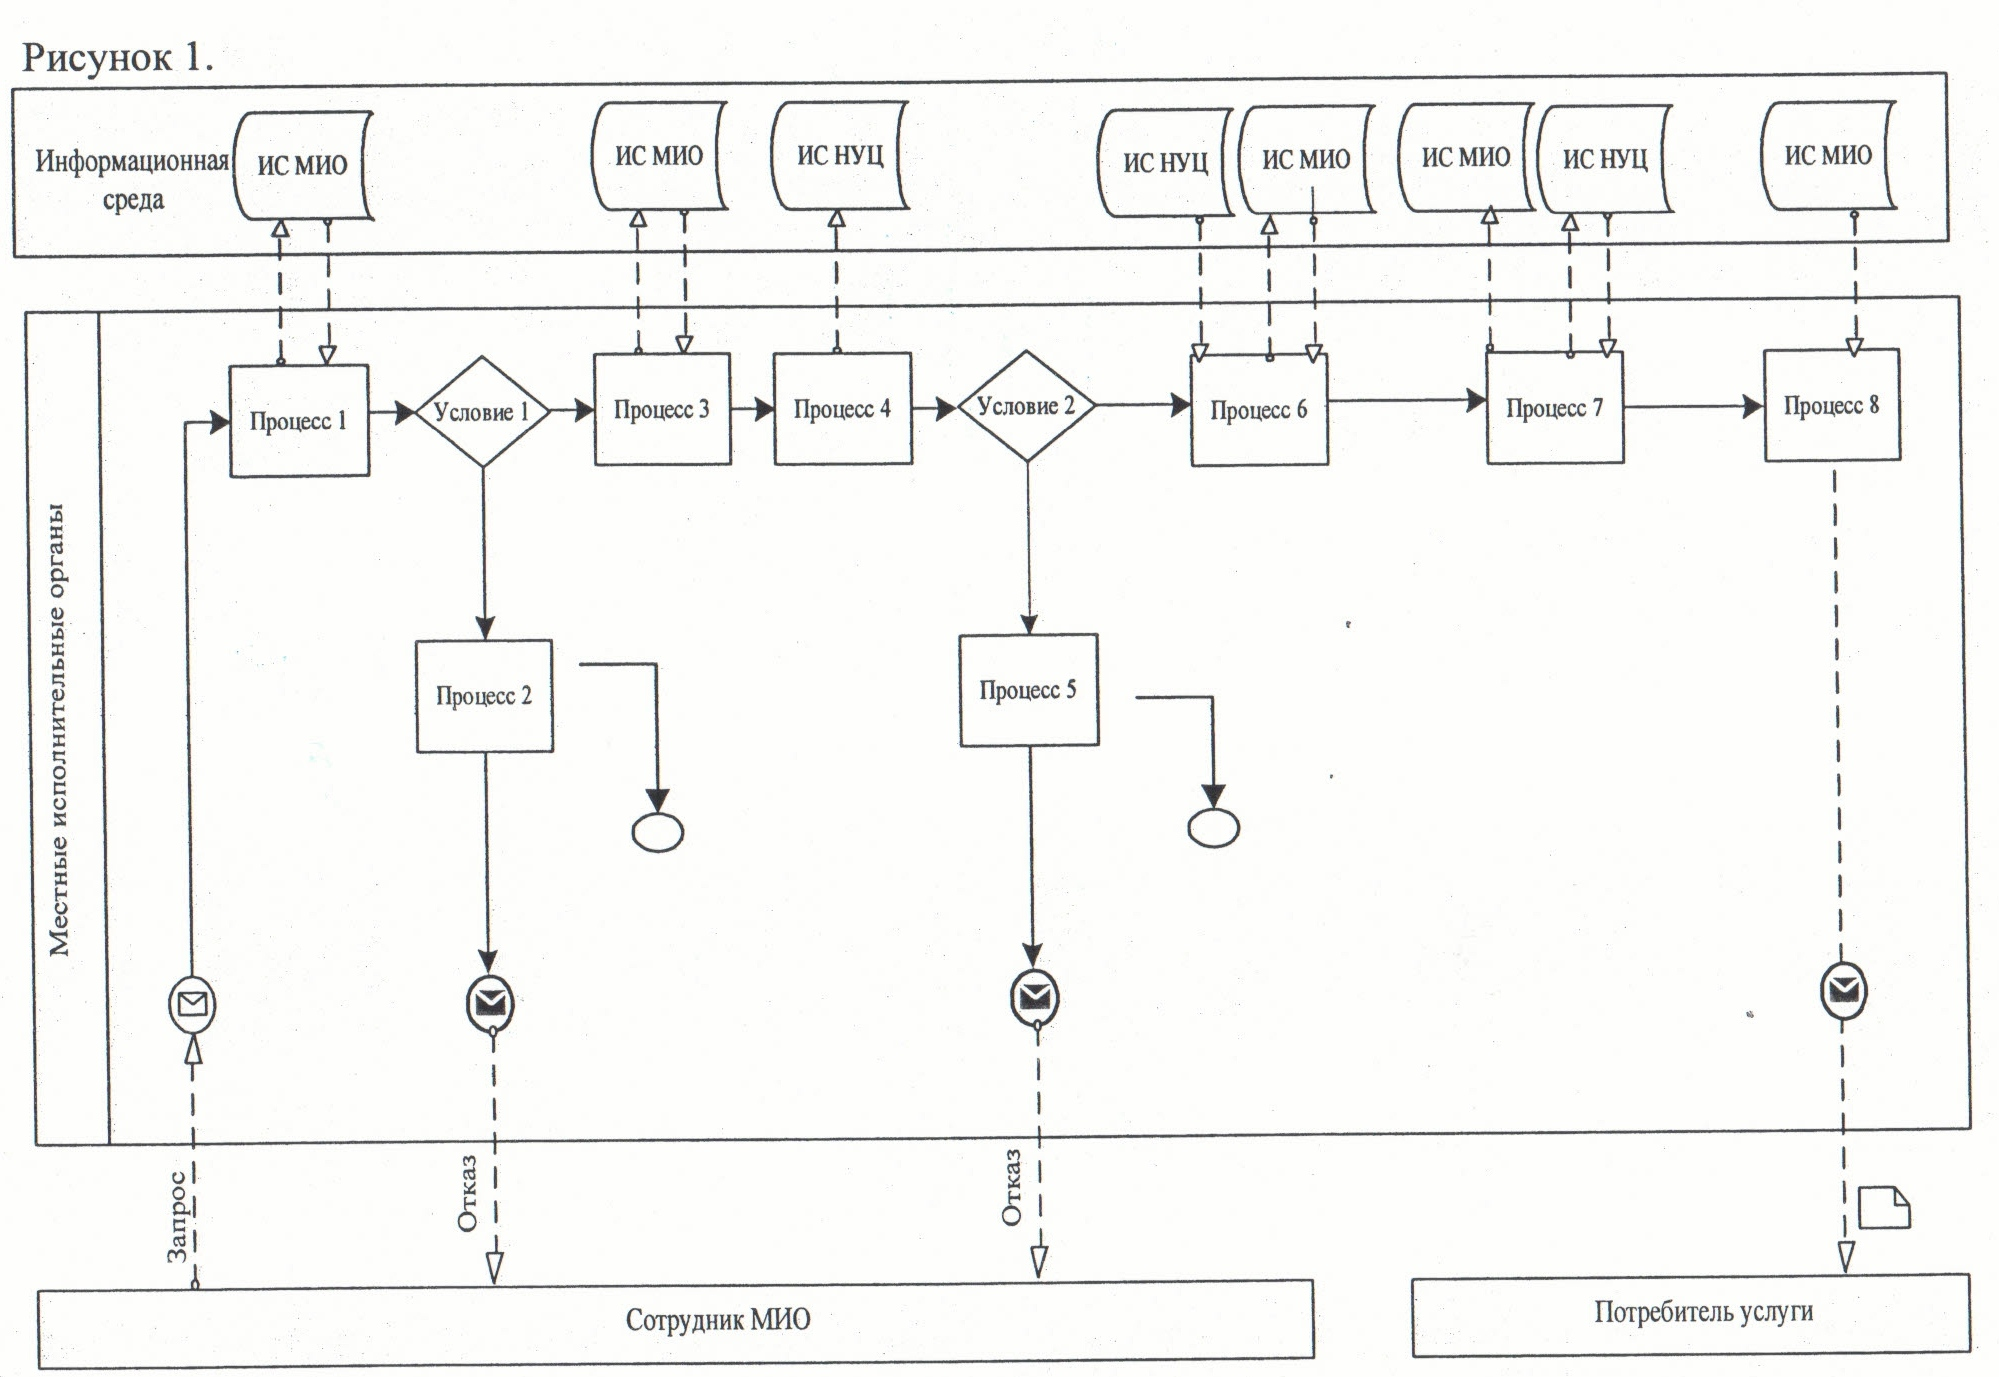 Рисунок 1.
Информационная
среда
ИС МИО
ИС МИО
ИС НУЦ
ИС НУЦ
ИС МИО
ИС МИО
ИС НУЦ
ИС МИО
Местные исполнительные органы
Процесс 1
Условие 1
Процесс 3
Процесс 4
Условие 2
Процесс 6
Процесс 7
Процесс 8
Процесс 2
Процесс 5
Запрос
Отказ
Отказ
Сотрудник МИО
Потребитель услуги